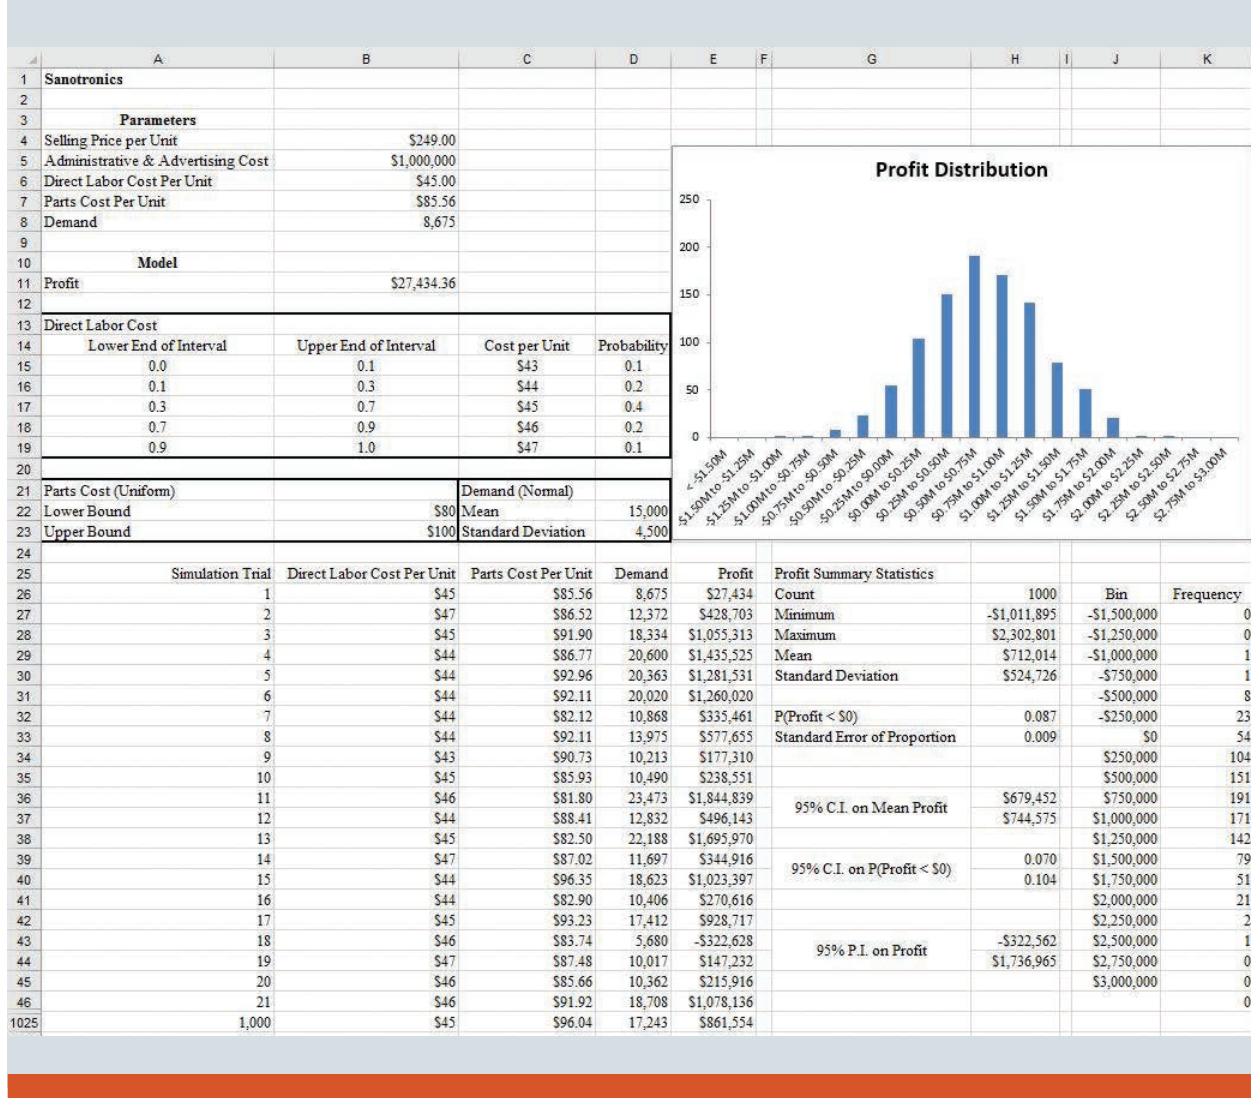 A B C D E F G H I J K
1 Sanotronics
2
3 Parameters
4 Selling Price per Unit $249.00
5 Administrative & Advertising Cost $1,000,000
6 Direct Labor Cost Per Unit $45.00
7 Parts Cost Per Unit $85.56
8 Demand 8,675
9
10 Model
11 Profit $27,434.36
12
13 Direct Labor Cost
14 Lower End of Interval Upper End of Interval Cost per Unit Probability
15 0.0 0.1 $43 0.1
16 0.1 0.3 $44 0.2
17 0.3 0.7 $45 0.4
18 0.7 0.9 $46 0.2
19 0.9 1.0 $47 0.1
20
21 Parts Cost (Uniform) Demand (Normal)
22 Lower Bound $80 Mean 15,000
23 Upper Bound $100 Standard Deviation 4,500
Profit Distribution
250
200
150
100
50
0
< -$1.50M
-$1.50M to -$1.25M
-$1.25M to -$1.00M
-$1.00M to -$0.75M
-$0.75M to -$0.50M
-$0.50M to -$0.25M
-$0.25M to $0.00M
$0.00M to $0.25M
$0.25M to $0.50M
$0.50M to $0.75M
$0.75M to $1.00M
$1.00M to $1.25M
$1.25M to $1.50M
$1.50M to $1.75M
$1.75M to $2.00M
$2.00M to $2.25M
$2.25M to $2.50M
$2.50M to $2.75M
$2.75M to $3.00M
24
25 Simulation Trial Direct Labor Cost Per Unit Parts Cost Per Unit Demand Profit Profit Summary Statistics
26 1 $45 $85.56 8,675 $27,434 Count 1000 Bin Frequency
27 2 $47 $86.52 12,372 $428,703 Minimum -$1,011,895 -$1,500,000 0
28 3 $45 $91.90 18,334 $1,055,313 Maximum $2,302,801 -$1,250,000 0
29 4 $44 $86.77 20,600 $1,435,525 Mean $712,014 -$1,000,000 1
30 5 $44 $92.96 20,363 $1,281,531 Standard Deviation $524,726 -$750,000 1
31 6 $44 $92.11 20,020 $1,260,020 -$500,000 8
32 7 $44 $82.12 10,868 $335,461 P(Profit < $0) 0.087 -$250,000 23
33 8 $44 $92.11 13,975 $577,655 Standard Error of Proportion 0.009 $0 54
34 9 $43 $90.73 10,213 $177,310 $250,000 104
35 10 $45 $85.93 10,490 $238,551 $500,000 151
36 11 $46 $81.80 23,473 $1,844,839 95% C.I. on Mean Profit $679,452 $750,000 191
37 12 $44 $88.41 12,832 $496,143 $744,575 $1,000,000 171
38 13 $45 $82.50 22,188 $1,695,970 $1,250,000 142
39 14 $47 $87.02 11,697 $344,916 95% C.I. on P(Profit < $0) 0.070 $1,500,000 79
40 15 $44 $96.35 18,623 $1,023,397 0.104 $1,750,000 51
41 16 $44 $82.90 10,406 $270,616 $2,000,000 21
42 17 $45 $93.23 17,412 $928,717 $2,250,000 2
43 18 $46 $83.74 5,680 -$322,628 95% P.I. on Profit -$322,562 $2,500,000 1
44 19 $47 $87.48 10,017 $147,232 $1,736,965 $2,750,000 0
45 20 $46 $85.66 10,362 $215,916 $3,000,000 0
46 21 $46 $91.92 18,708 $1,078,136 0
1025 1,000 $45 $96.04 17,243 $861,554